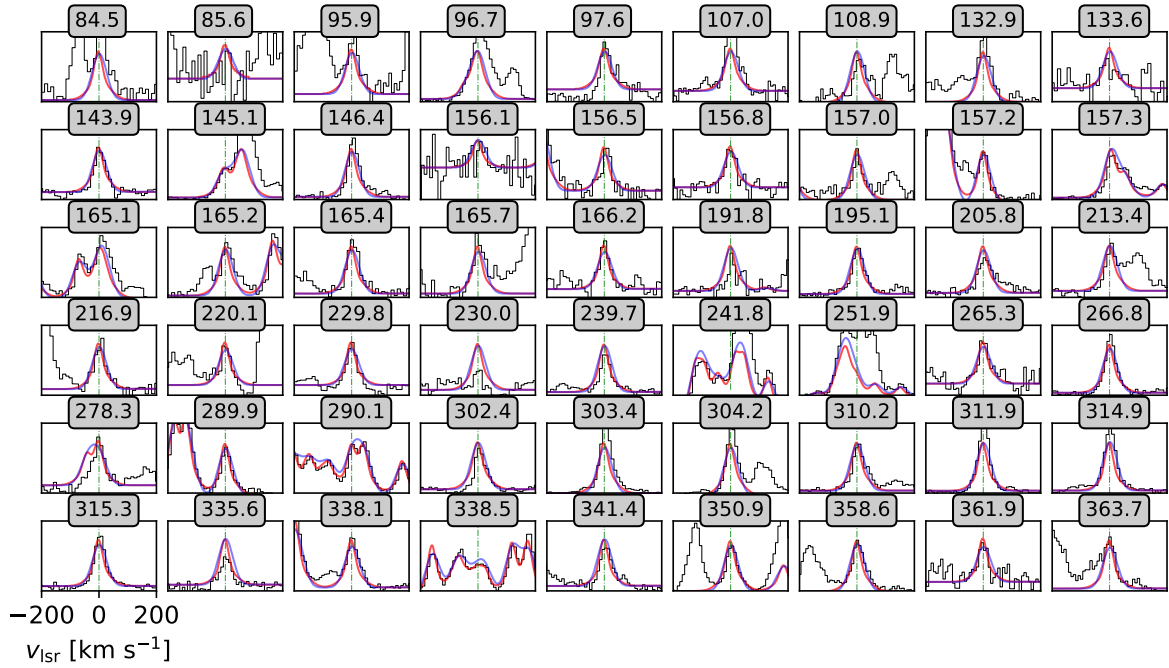 84.5 85.6 95.9 96.7 97.6 107.0 108.9 132.9 133.6
143.9 145.1 146.4 156.1 156.5 156.8 157.0 157.2 157.3
165.1 165.2 165.4 165.7 166.2 191.8 195.1 205.8 213.4
216.9 220.1 229.8 230.0 239.7 241.8 251.9 265.3 266.8
278.3 289.9 290.1 302.4 303.4 304.2 310.2 311.9 314.9
315.3 335.6 338.1 338.5 341.4 350.9 358.6 361.9 363.7
−200 0 200
v_lsr [km s⁻¹]